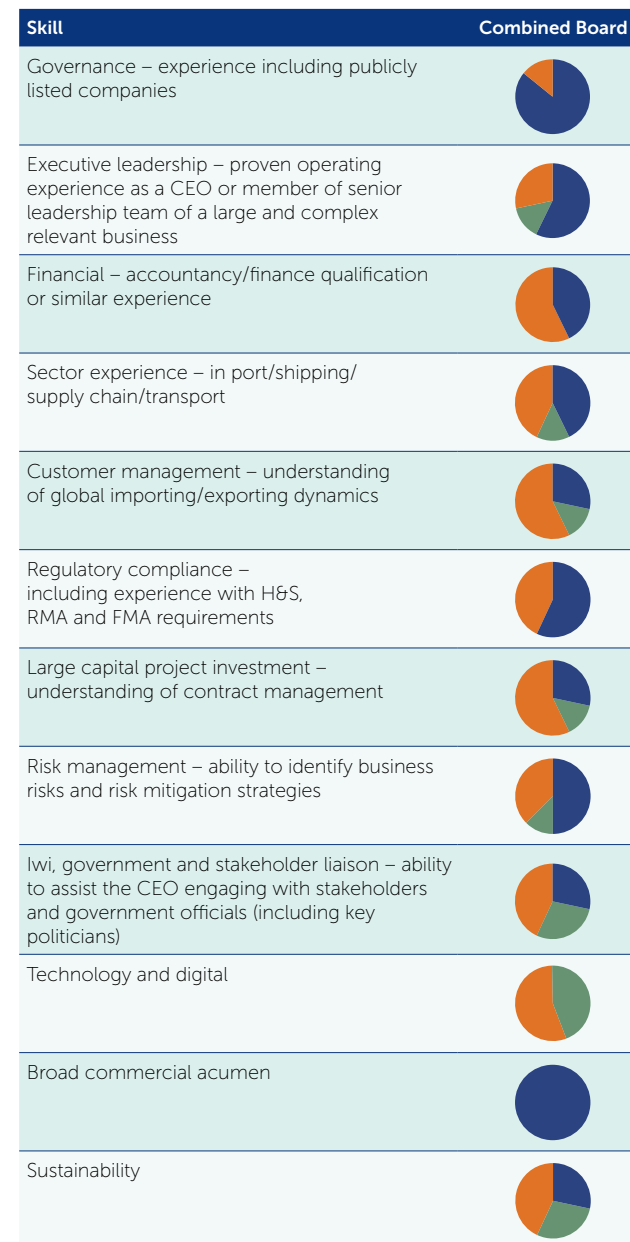 Skill
Combined Board
Governance – experience including publicly
listed companies
Executive leadership – proven operating
experience as a CEO or member of senior
leadership team of a large and complex
relevant business
Financial – accountancy/finance qualification
or similar experience
Sector experience – in port/shipping/
supply chain/transport
Customer management – understanding
of global importing/exporting dynamics
Regulatory compliance –
including experience with H&S,
RMA and FMA requirements
Large capital project investment –
understanding of contract management
Risk management – ability to identify business
risks and risk mitigation strategies
Iwi, government and stakeholder liaison – ability
to assist the CEO engaging with stakeholders
and government officials (including key
politicians)
Technology and digital
Broad commercial acumen
Sustainability